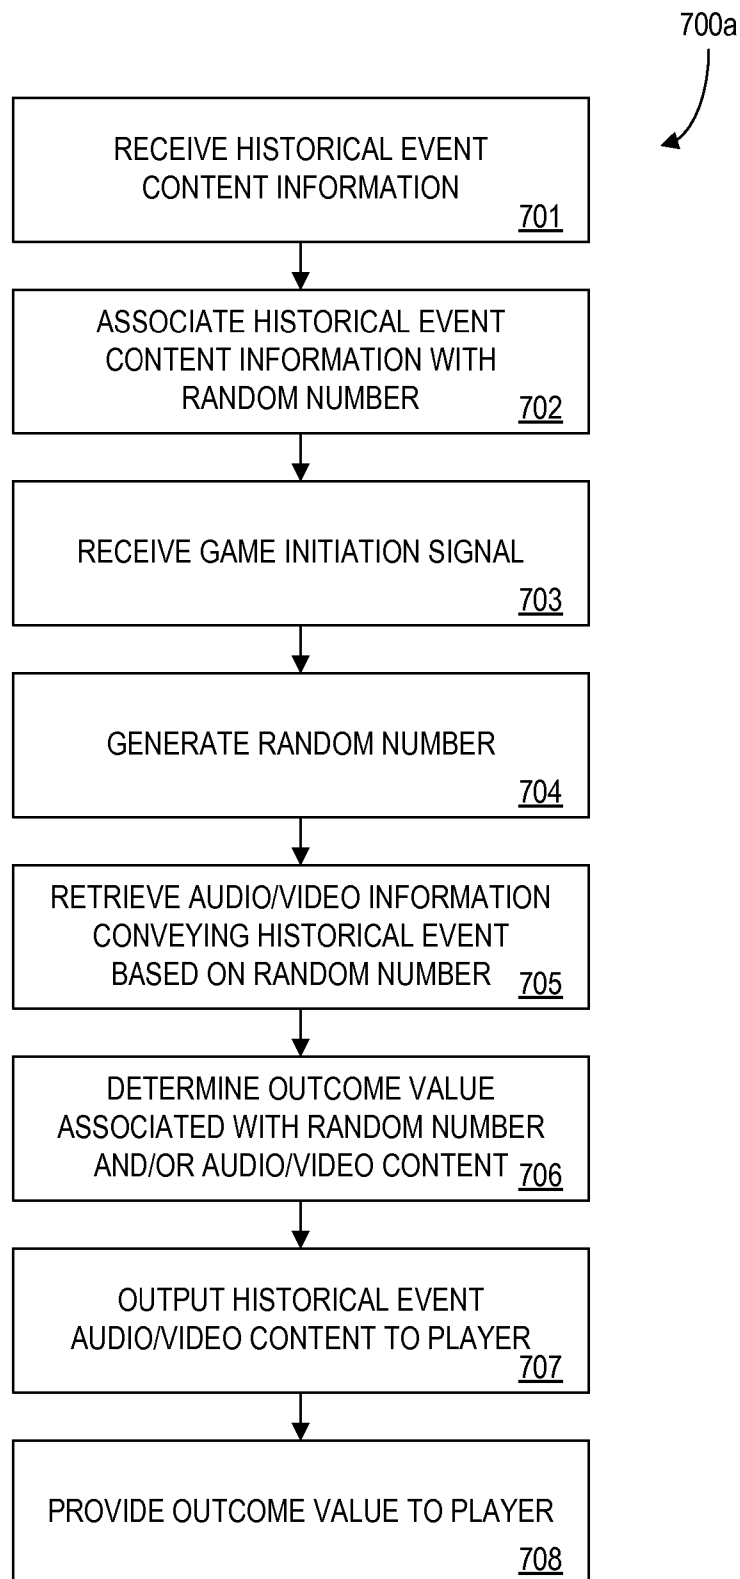 700a
RECEIVE HISTORICAL EVENT
CONTENT INFORMATION
701
ASSOCIATE HISTORICAL EVENT
CONTENT INFORMATION WITH
RANDOM NUMBER
702
RECEIVE GAME INITIATION SIGNAL
703
GENERATE RANDOM NUMBER
704
RETRIEVE AUDIO/VIDEO INFORMATION
CONVEYING HISTORICAL EVENT
BASED ON RANDOM NUMBER
705
DETERMINE OUTCOME VALUE
ASSOCIATED WITH RANDOM NUMBER
AND/OR AUDIO/VIDEO CONTENT
706
OUTPUT HISTORICAL EVENT
AUDIO/VIDEO CONTENT TO PLAYER
707
PROVIDE OUTCOME VALUE TO PLAYER
708